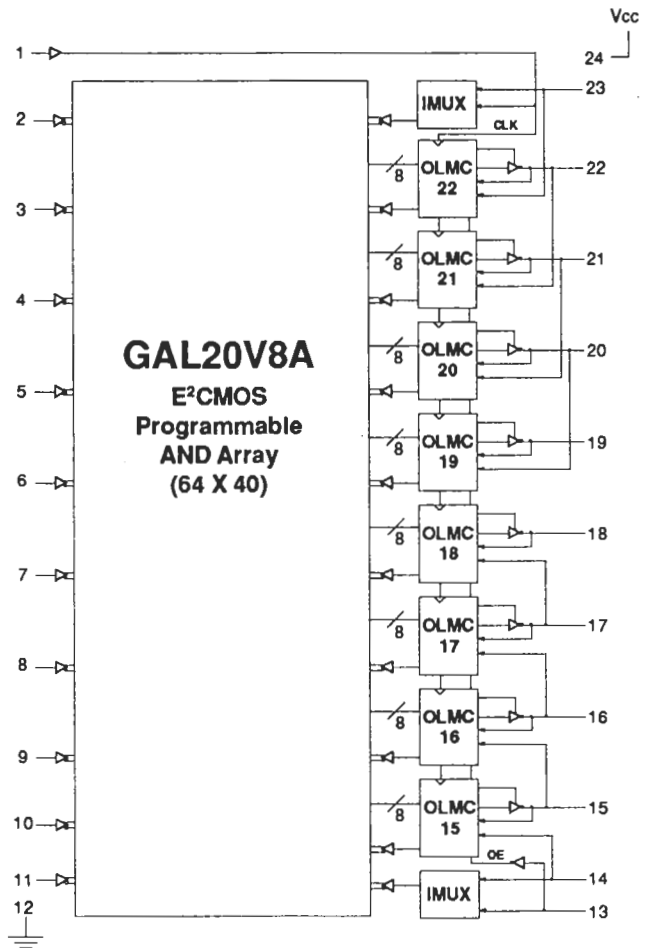 Vcc
24
1
23
IMUX
CLK
2
8
OLMC
22
22
3
8
OLMC
21
21
4
GAL20V8A
E²CMOS
Programmable
AND Array
(64 X 40)
8
OLMC
20
20
5
8
OLMC
19
19
6
8
OLMC
18
18
7
8
OLMC
17
17
8
8
OLMC
16
16
9
8
OLMC
15
15
10
OE
11
IMUX
14
12
13